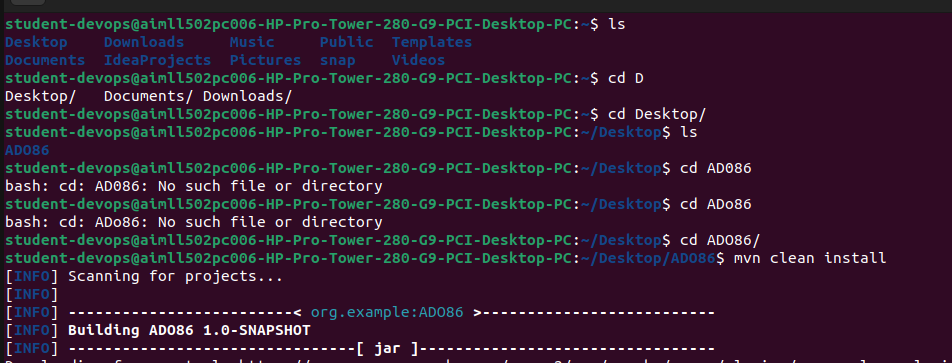 student-devops@aimll502pc006-HP-Pro-Tower-280-G9-PCI-Desktop-PC:~$ ls
Desktop Downloads Music Public Templates
Documents IdeaProjects Pictures snap Videos
student-devops@aimll502pc006-HP-Pro-Tower-280-G9-PCI-Desktop-PC:~$ cd D
Desktop/ Documents/ Downloads/
student-devops@aimll502pc006-HP-Pro-Tower-280-G9-PCI-Desktop-PC:~$ cd Desktop/
student-devops@aimll502pc006-HP-Pro-Tower-280-G9-PCI-Desktop-PC:~/Desktop$ ls
ADO86
student-devops@aimll502pc006-HP-Pro-Tower-280-G9-PCI-Desktop-PC:~/Desktop$ cd AD086
bash: cd: AD086: No such file or directory
student-devops@aimll502pc006-HP-Pro-Tower-280-G9-PCI-Desktop-PC:~/Desktop$ cd ADo86
bash: cd: ADo86: No such file or directory
student-devops@aimll502pc006-HP-Pro-Tower-280-G9-PCI-Desktop-PC:~/Desktop$ cd ADO86/
student-devops@aimll502pc006-HP-Pro-Tower-280-G9-PCI-Desktop-PC:~/Desktop/ADO86$ mvn clean install
[INFO] Scanning for projects...
[INFO]
[INFO] -------------------------< org.example:ADO86 >--------------------------
[INFO] Building ADO86 1.0-SNAPSHOT
[INFO] --------------------------------[ jar ]---------------------------------